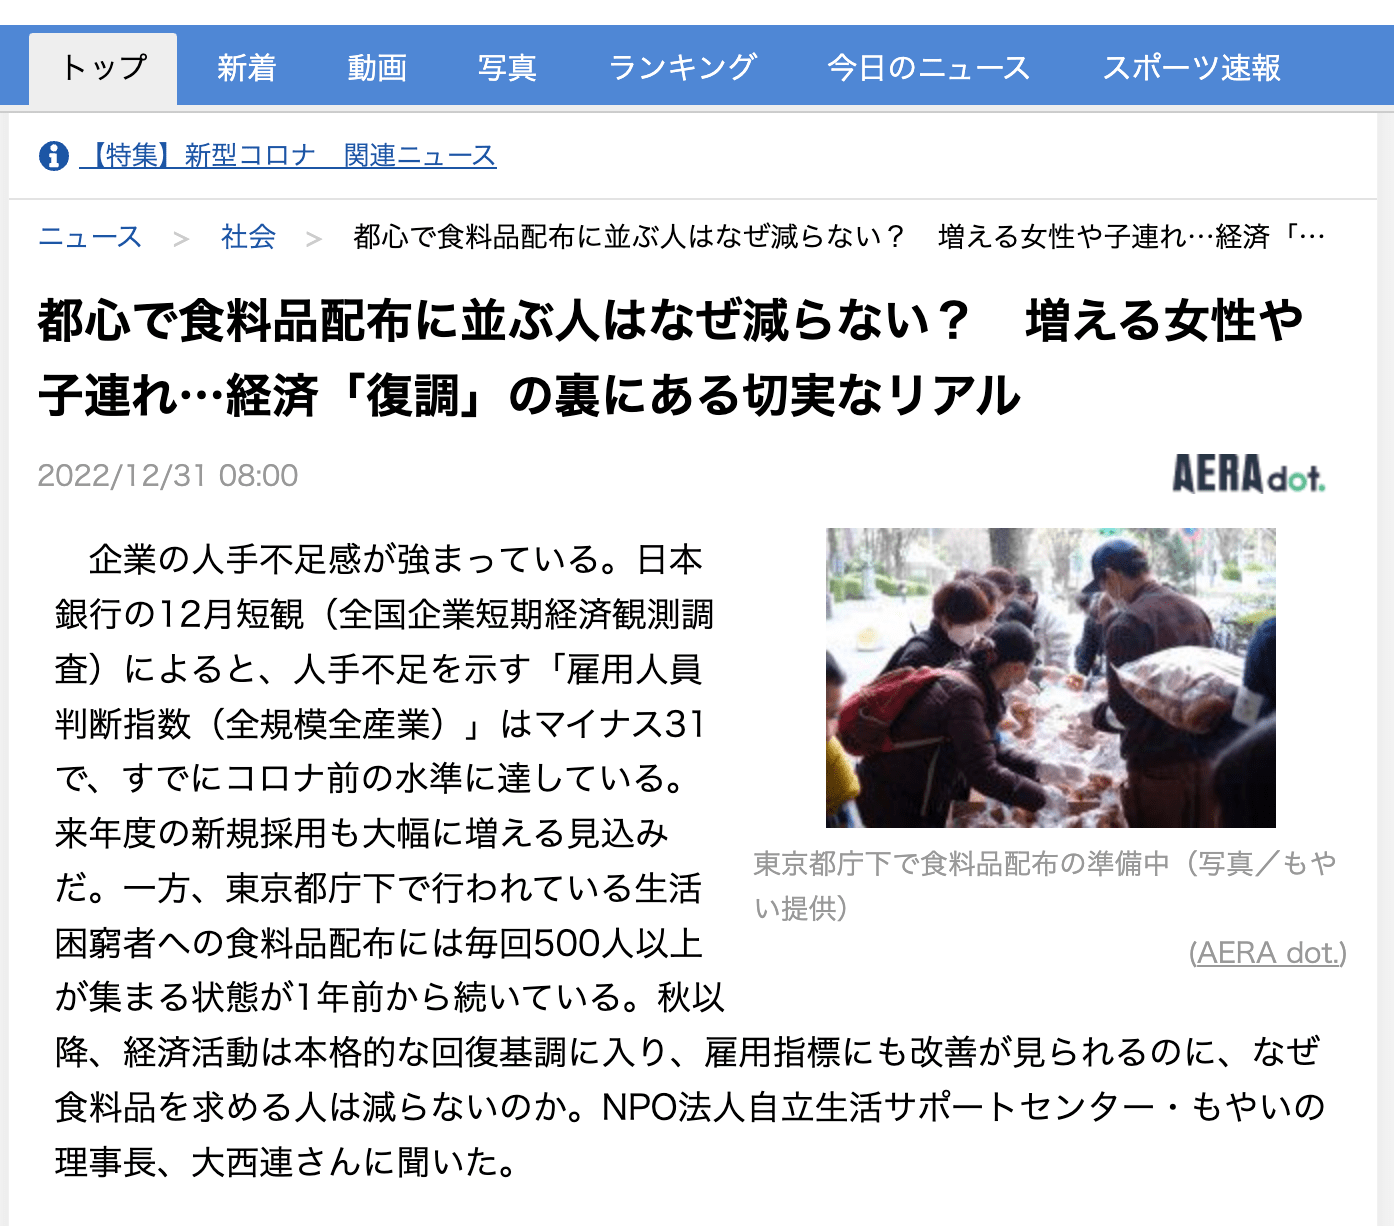 トップ 新着 動画 写真 ランキング 今日のニュース スポーツ速報
【特集】新型コロナ　関連ニュース
ニュース > 社会 > 都心で食料品配布に並ぶ人はなぜ減らない？　増える女性や子連れ…経済「…
都心で食料品配布に並ぶ人はなぜ減らない？　増える女性や
子連れ…経済「復調」の裏にある切実なリアル
2022/12/31 08:00
AERA dot.
　企業の人手不足感が強まっている。日本
銀行の12月短観（全国企業短期経済観測調
査）によると、人手不足を示す「雇用人員
判断指数（全規模全産業）」はマイナス31
で、すでにコロナ前の水準に達している。
来年度の新規採用も大幅に増える見込み
だ。一方、東京都庁下で行われている生活
困窮者への食料品配布には毎回500人以上
が集まる状態が1年前から続いている。秋以
降、経済活動は本格的な回復基調に入り、雇用指標にも改善が見られるのに、なぜ
食料品を求める人は減らないのか。NPO法人自立生活サポートセンター・もやいの
理事長、大西連さんに聞いた。
東京都庁下で食料品配布の準備中（写真／もや
い提供）
(AERA dot.)